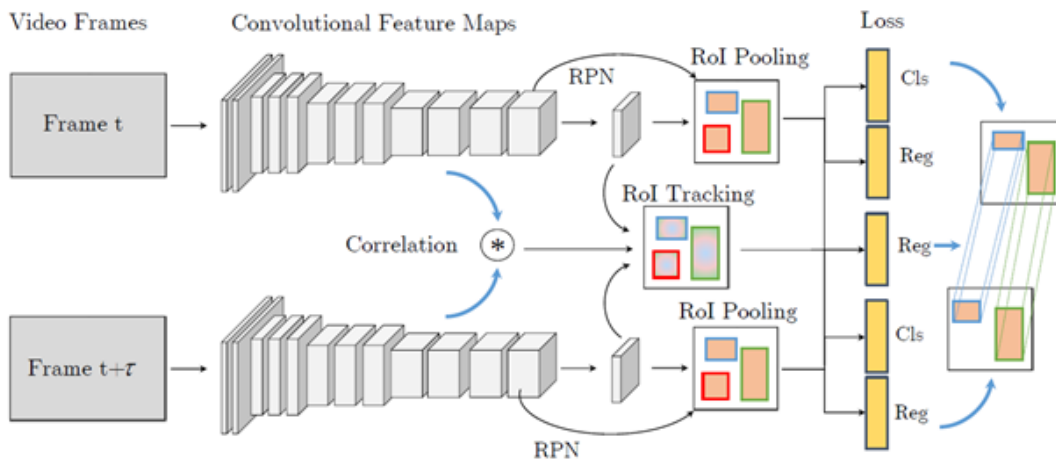 Video Frames
Convolutional Feature Maps
Loss
RPN
RoI Pooling
Cls
Frame t
Reg
RoI Tracking
Correlation
*
Reg
RoI Pooling
Cls
Frame t+τ
Reg
RPN